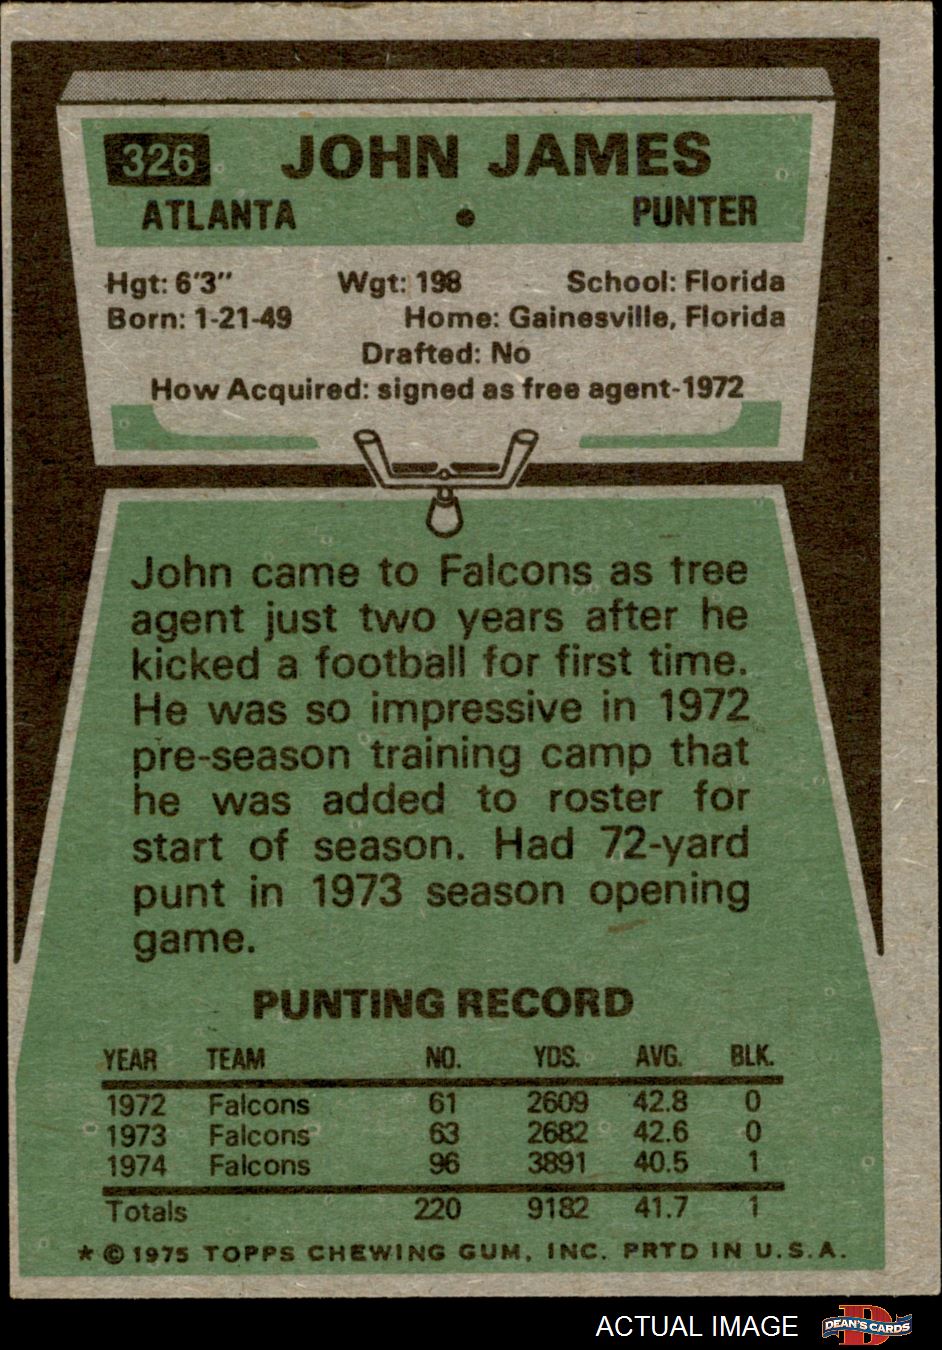 326 JOHN JAMES
ATLANTA • PUNTER
Hgt: 6'3" Wgt: 198 School: Florida
Born: 1-21-49 Home: Gainesville, Florida
Drafted: No
How Acquired: signed as free agent-1972
John came to Falcons as free
agent just two years after he
kicked a football for first time.
He was so impressive in 1972
pre-season training camp that
he was added to roster for
start of season. Had 72-yard
punt in 1973 season opening
game.
PUNTING RECORD
YEAR TEAM NO. YDS. AVG. BLK.
1972 Falcons 61 2609 42.8 0
1973 Falcons 63 2682 42.6 0
1974 Falcons 96 3891 40.5 1
Totals 220 9182 41.7 1
* © 1975 TOPPS CHEWING GUM, INC. PRTD IN U.S.A.
ACTUAL IMAGE D DEAN'S CARDS